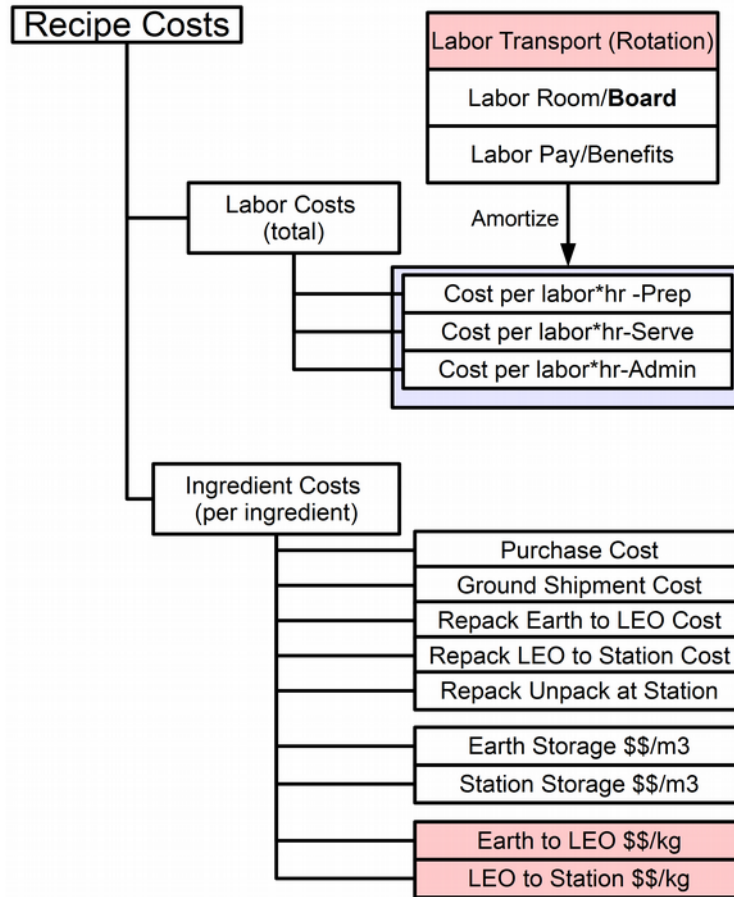 Recipe Costs
Labor Transport (Rotation)
Labor Room/Board
Labor Pay/Benefits
Amortize
Labor Costs
(total)
Cost per labor*hr -Prep
Cost per labor*hr-Serve
Cost per labor*hr-Admin
Ingredient Costs
(per ingredient)
Purchase Cost
Ground Shipment Cost
Repack Earth to LEO Cost
Repack LEO to Station Cost
Repack Unpack at Station
Earth Storage $$/m3
Station Storage $$/m3
Earth to LEO $$/kg
LEO to Station $$/kg